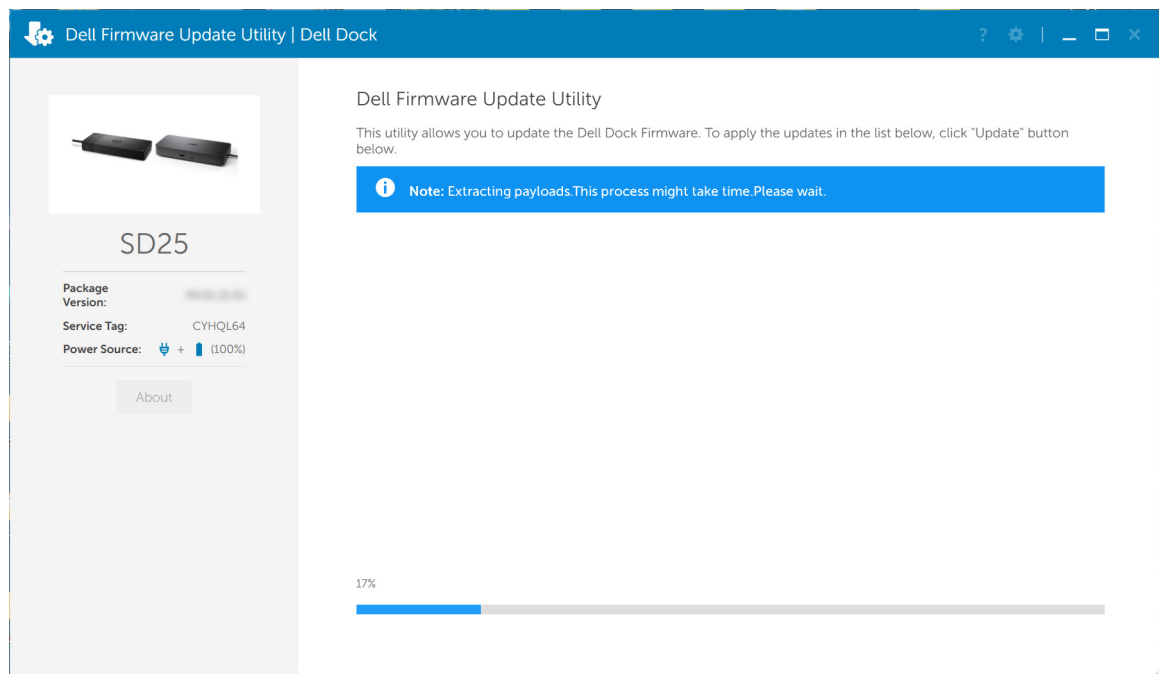 Dell Firmware Update Utility | Dell Dock
?
Dell Firmware Update Utility
This utility allows you to update the Dell Dock Firmware. To apply the updates in the list below, click "Update" button
below.
Note: Extracting payloads.This process might take time.Please wait.
SD25
Package
Version:
Service Tag: CYHQL64
Power Source: + (100%)
About
17%